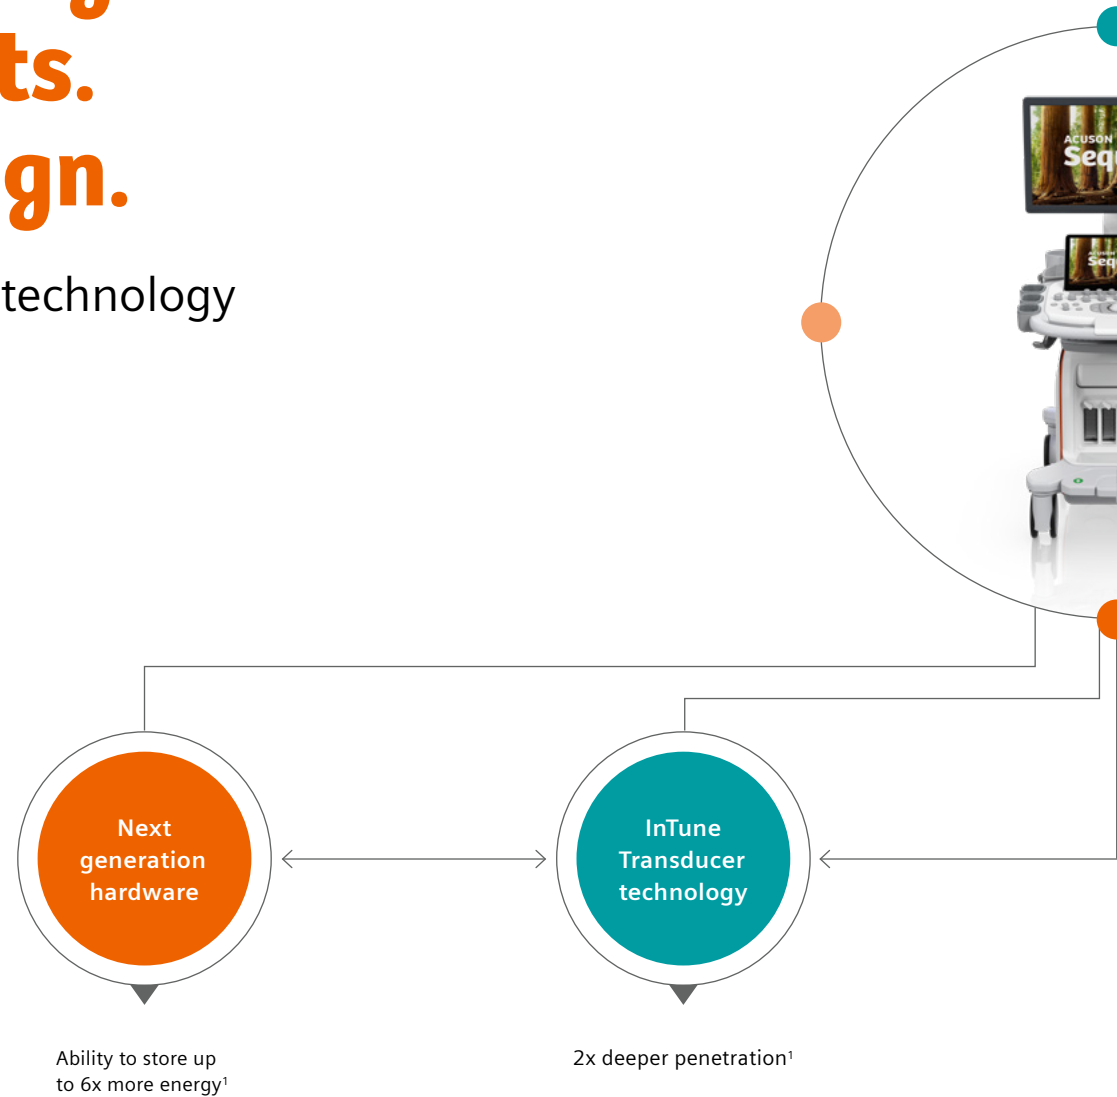 ts.
gn.
technology
ACUSON
Seq
Next
generation
hardware
InTune
Transducer
technology
Ability to store up
to 6x more energy¹
2x deeper penetration¹